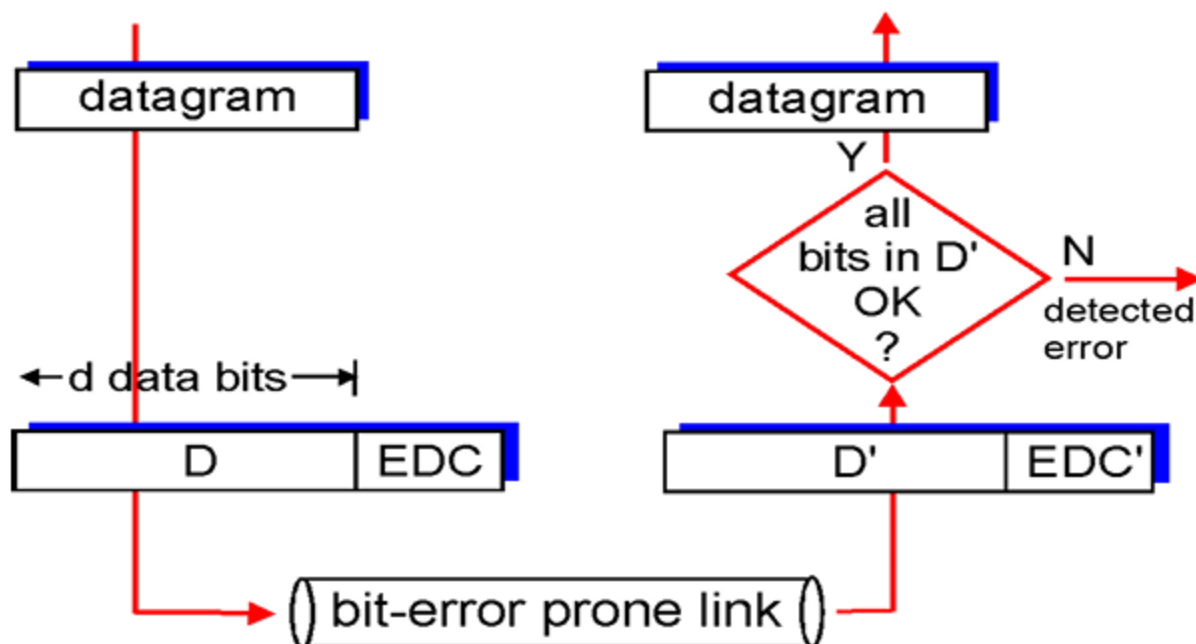 datagram
datagram
Y
all
bits in D'
OK
?
N
detected
error
d data bits
D
EDC
D'
EDC'
bit-error prone link